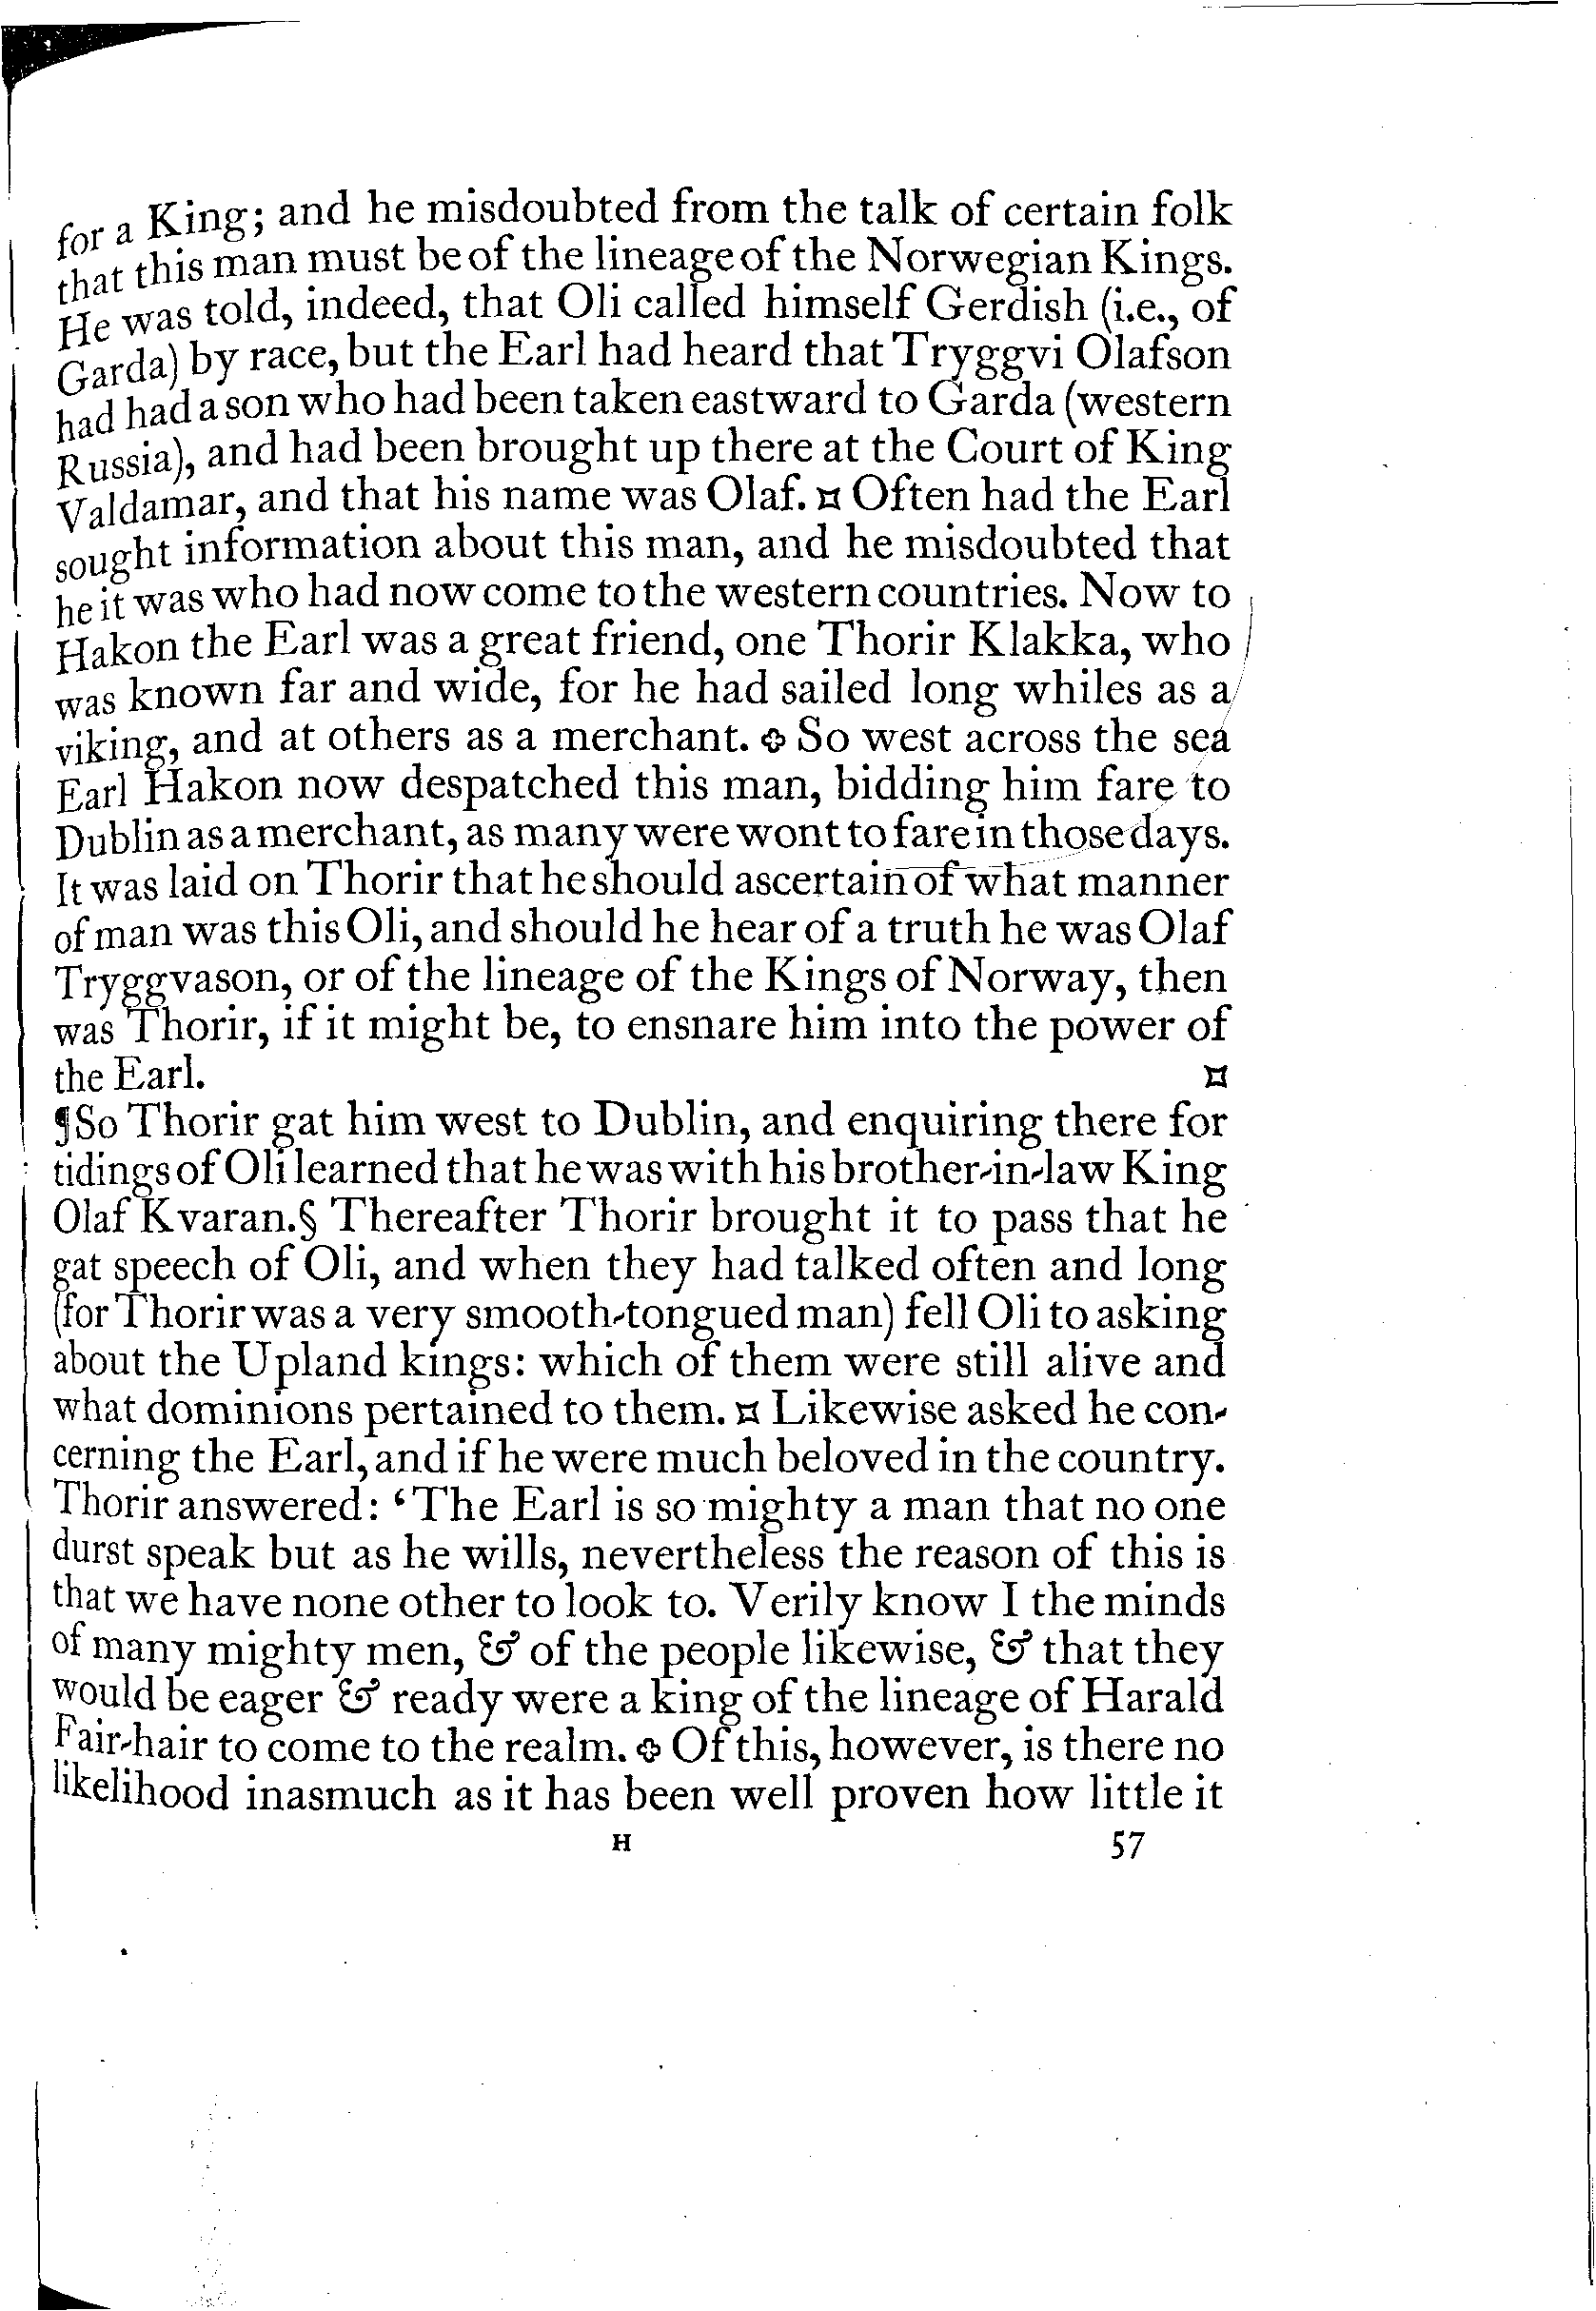 for a King; and he misdoubted from the talk of certain folk
that this man must be of the lineage of the Norwegian Kings.
He was told, indeed, that Oli called himself Gerdish (i.e., of
Garda) by race, but the Earl had heard that Tryggvi Olafson
had had a son who had been taken eastward to Garda (western
Russia), and had been brought up there at the Court of King
Valdamar, and that his name was Olaf. ¤ Often had the Earl
sought information about this man, and he misdoubted that
he it was who had now come to the western countries. Now to
Hakon the Earl was a great friend, one Thorir Klakka, who
was known far and wide, for he had sailed long whiles as a
viking, and at others as a merchant. ✣ So west across the sea
Earl Hakon now despatched this man, bidding him fare to
Dublin as a merchant, as many were wont to fare in those days.
It was laid on Thorir that he should ascertain of what manner
of man was this Oli, and should he hear of a truth he was Olaf
Tryggvason, or of the lineage of the Kings of Norway, then
was Thorir, if it might be, to ensnare him into the power of
the Earl. ¤
¶So Thorir gat him west to Dublin, and enquiring there for
tidings of Oli learned that he was with his brother-in-law King
Olaf Kvaran.§ Thereafter Thorir brought it to pass that he
gat speech of Oli, and when they had talked often and long
(for Thorir was a very smooth-tongued man) fell Oli to asking
about the Upland kings: which of them were still alive and
what dominions pertained to them. ¤ Likewise asked he con-
cerning the Earl, and if he were much beloved in the country.
Thorir answered: ‘The Earl is so mighty a man that no one
durst speak but as he wills, nevertheless the reason of this is
that we have none other to look to. Verily know I the minds
of many mighty men, & of the people likewise, & that they
would be eager & ready were a king of the lineage of Harald
Fair-hair to come to the realm. ✣ Of this, however, is there no
likelihood inasmuch as it has been well proven how little it
H 57